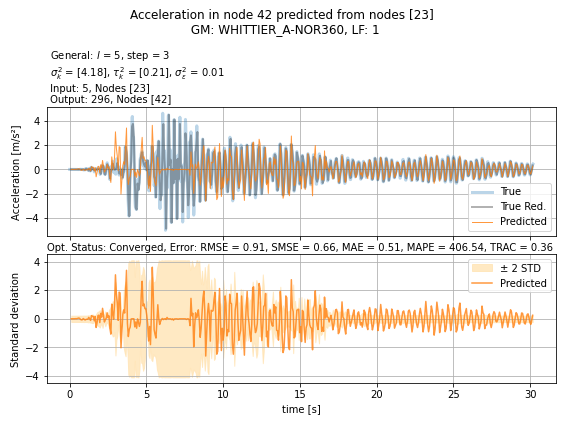 Acceleration in node 42 predicted from nodes [23]
GM: WHITTIER_A-NOR360, LF: 1
General: l = 5, step = 3
σ²ₖ = [4.18], τ²ₖ = [0.21], σ²ε = 0.01
Input: 5, Nodes [23]
Output: 296, Nodes [42]
Acceleration [m/s²]
4
2
0
−2
−4
True
True Red.
Predicted
Opt. Status: Converged, Error: RMSE = 0.91, SMSE = 0.66, MAE = 0.51, MAPE = 406.54, TRAC = 0.36
Standard deviation
4
2
0
−2
−4
± 2 STD
Predicted
0 5 10 15 20 25 30
time [s]